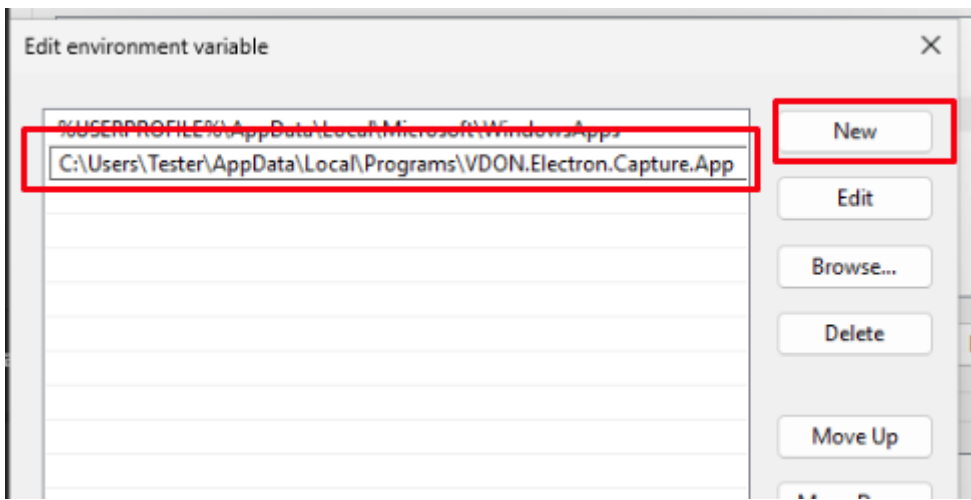 Edit environment variable
%USERPROFILE%\AppData\Local\Microsoft\WindowsApps
New
C:\Users\Tester\AppData\Local\Programs\VDON.Electron.Capture.App
Edit
Browse...
Delete
Move Up